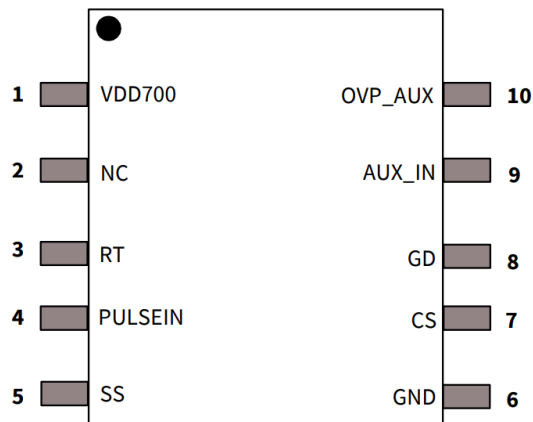 1 VDD700 OVP_AUX 10
2 NC AUX_IN 9
3 RT GD 8
4 PULSEIN CS 7
5 SS GND 6